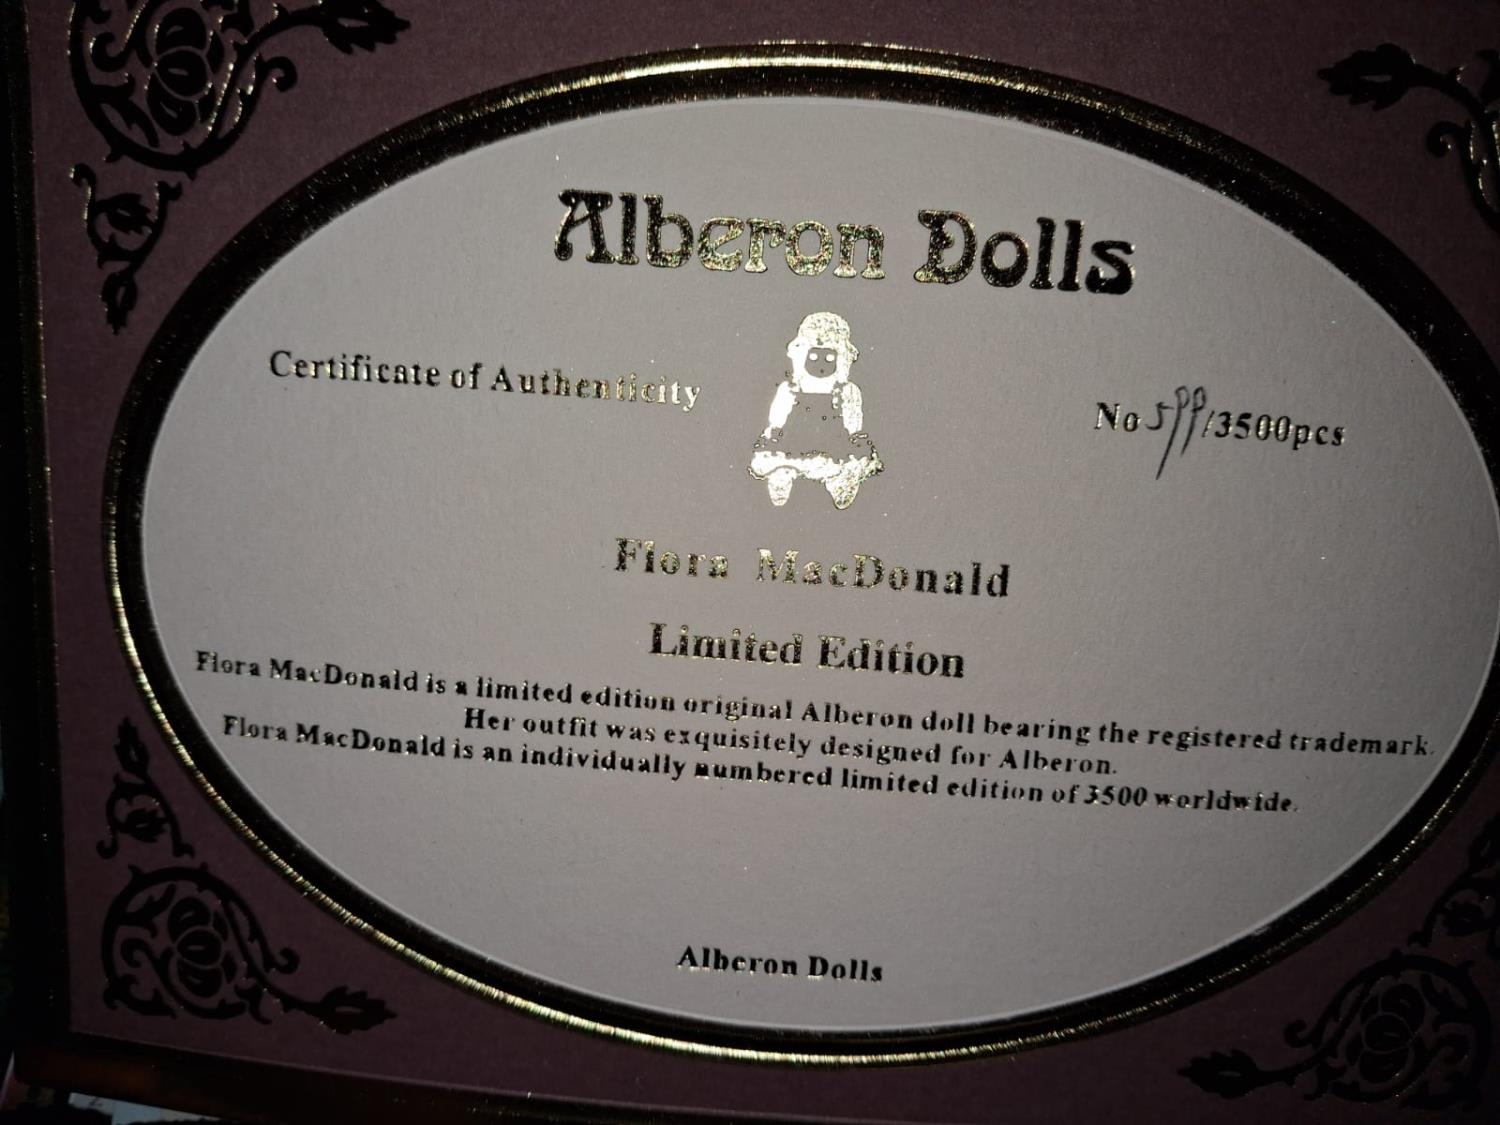 Alberon Dolls
Certificate of Authenticity
No 599/3500pcs
Flora MacDonald
Limited Edition
Flora MacDonald is a limited edition original Alberon doll bearing the registered trademark.
Her outfit was exquisitely designed for Alberon.
Flora MacDonald is an individually numbered limited edition of 3500 worldwide.
Alberon Dolls